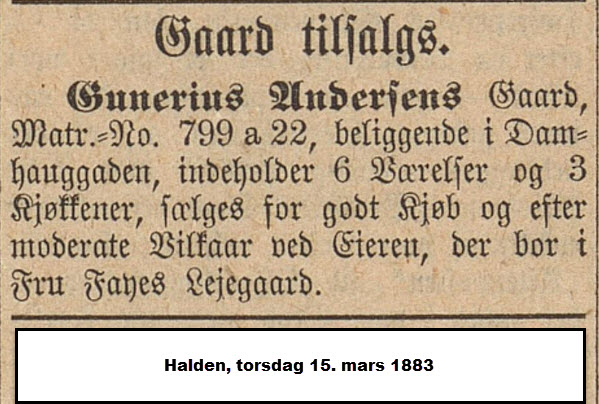 Gaard tilsalgs.
Gunerius Andersens Gaard,
Matr.-No. 799 a 22, beliggende i Dam-
hauggaden, indeholder 6 Værelser og 3
Kjøkkener, sælges for godt Kjøb og efter
moderate Vilkaar ved Eieren, der bor i
Fru Fayes Lejegaard.
Halden, torsdag 15. mars 1883